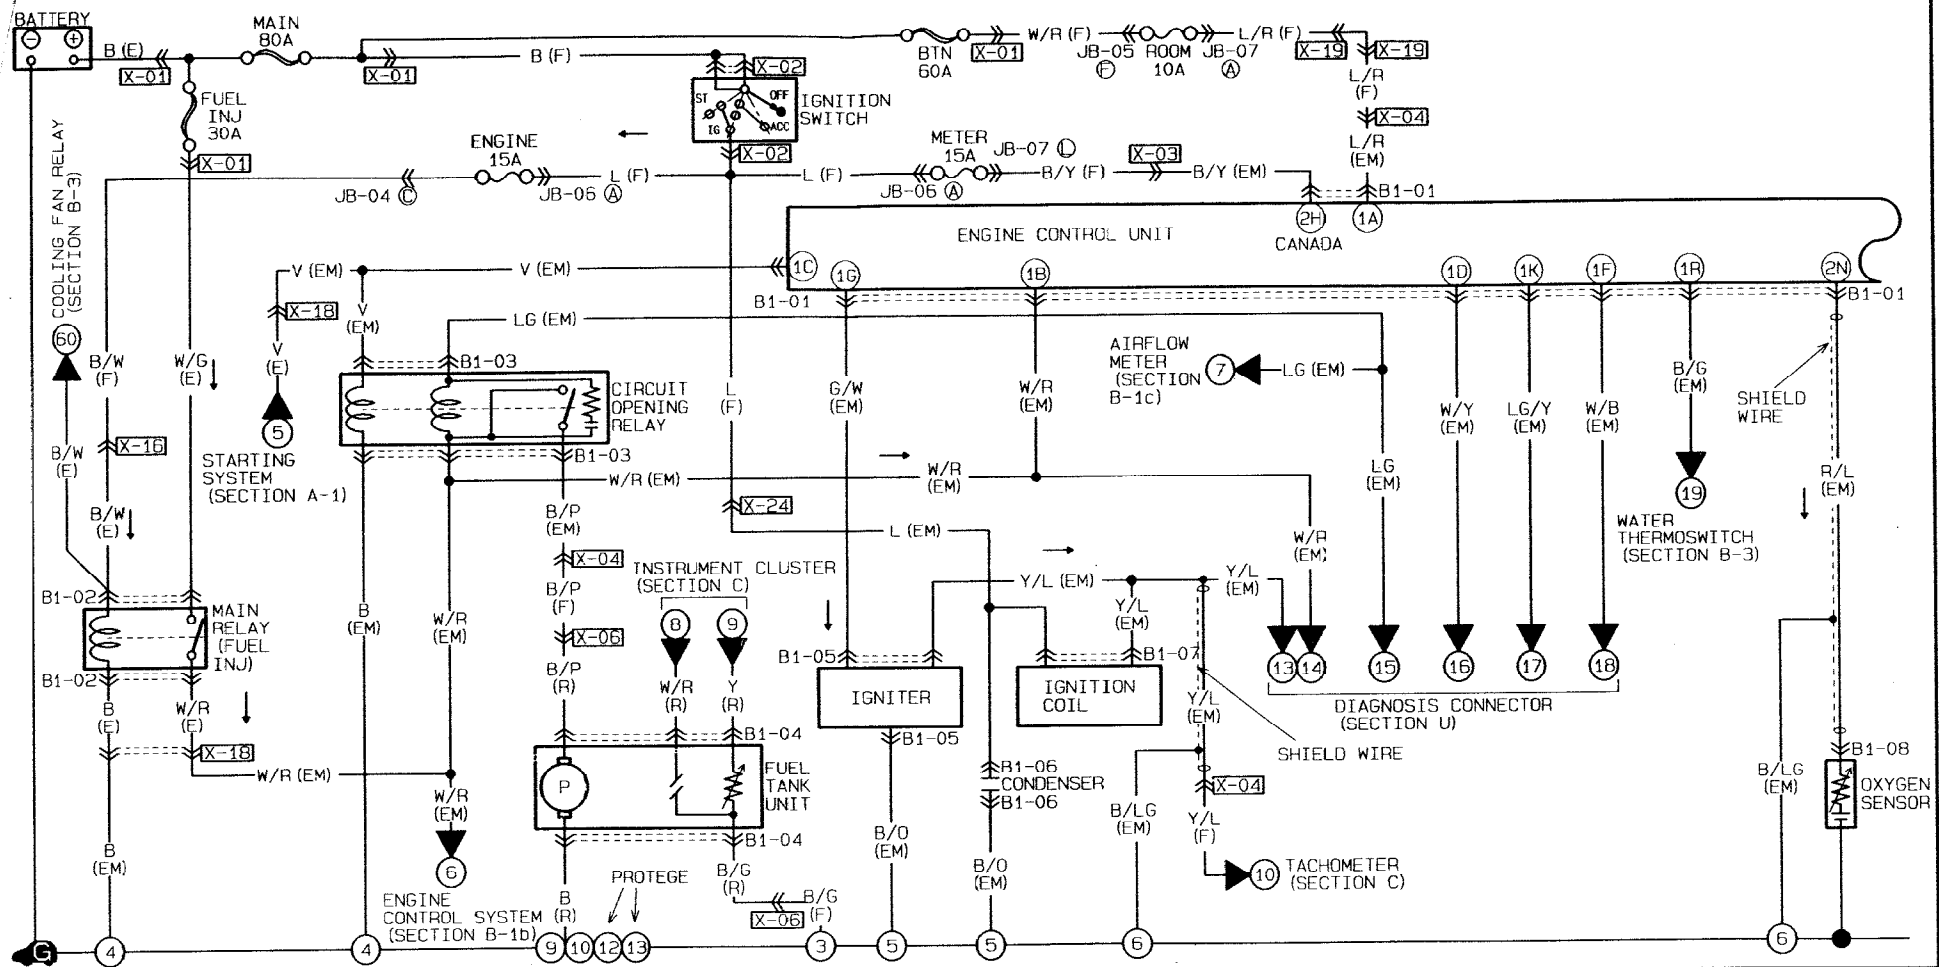 BATTERY
B (E)
X-01
MAIN
80A
X-01
B (F)
BTN
60A
X-01
W/R (F)
JB-05
F
ROOM
10A
JB-07
A
L/R (F)
X-19
X-19
L/R
(F)
X-04
L/R
(EM)
B1-01
FUEL
INJ
30A
X-01
X-02
ST
OFF
IG
ACC
IGNITION
SWITCH
X-02
ENGINE
15A
JB-04 C
JB-06 A
L (F)
L (F)
METER
15A
JB-07 L
JB-06 A
B/Y (F)
X-03
B/Y (EM)
2H
1A
CANADA
ENGINE CONTROL UNIT
1C
1G
1B
1D
1K
1F
1R
2N
B1-01
B1-01
COOLING FAN RELAY
(SECTION B-3)
60
V (EM)
V (EM)
X-18
V
(EM)
V
(E)
5
STARTING
SYSTEM
(SECTION A-1)
LG (EM)
B1-03
CIRCUIT
OPENING
RELAY
B1-03
B/W
(F)
W/G
(E)
X-16
B/W
(E)
B/W
(E)
L
(F)
G/W
(EM)
W/R
(EM)
AIRFLOW
METER
(SECTION
B-1c)
7
LG (EM)
LG
(EM)
W/Y
(EM)
LG/Y
(EM)
W/B
(EM)
B/G
(EM)
SHIELD
WIRE
R/L
(EM)
19
WATER
THERMOSWITCH
(SECTION B-3)
W/R (EM)
W/R
(EM)
X-24
L (EM)
W/R
(EM)
B/P
(EM)
X-04
B/P
(F)
X-06
B/P
(R)
INSTRUMENT CLUSTER
(SECTION C)
8
9
W/R
(R)
Y
(R)
Y/L (EM)
Y/L
(EM)
Y/L
(EM)
B1-02
MAIN
RELAY
(FUEL
INJ)
B1-02
B
(E)
W/R
(E)
X-18
W/R (EM)
B
(EM)
W/R
(EM)
W/R
(EM)
6
ENGINE
CONTROL SYSTEM
(SECTION B-1b)
B
(EM)
B1-05
IGNITER
B1-05
B1-07
IGNITION
COIL
13
14
15
16
17
18
DIAGNOSIS CONNECTOR
(SECTION U)
Y/L
(EM)
SHIELD WIRE
B1-04
P
FUEL
TANK
UNIT
B1-04
B1-06
CONDENSER
B1-06
X-04
B/LG
(EM)
Y/L
(F)
10
TACHOMETER
(SECTION C)
B/LG
(EM)
B1-08
OXYGEN
SENSOR
B/O
(EM)
B/O
(EM)
B/G
(R)
X-06
B/G
(F)
PROTEGE
B
(R)
G
4
4
9
10
12
13
3
5
5
6
6